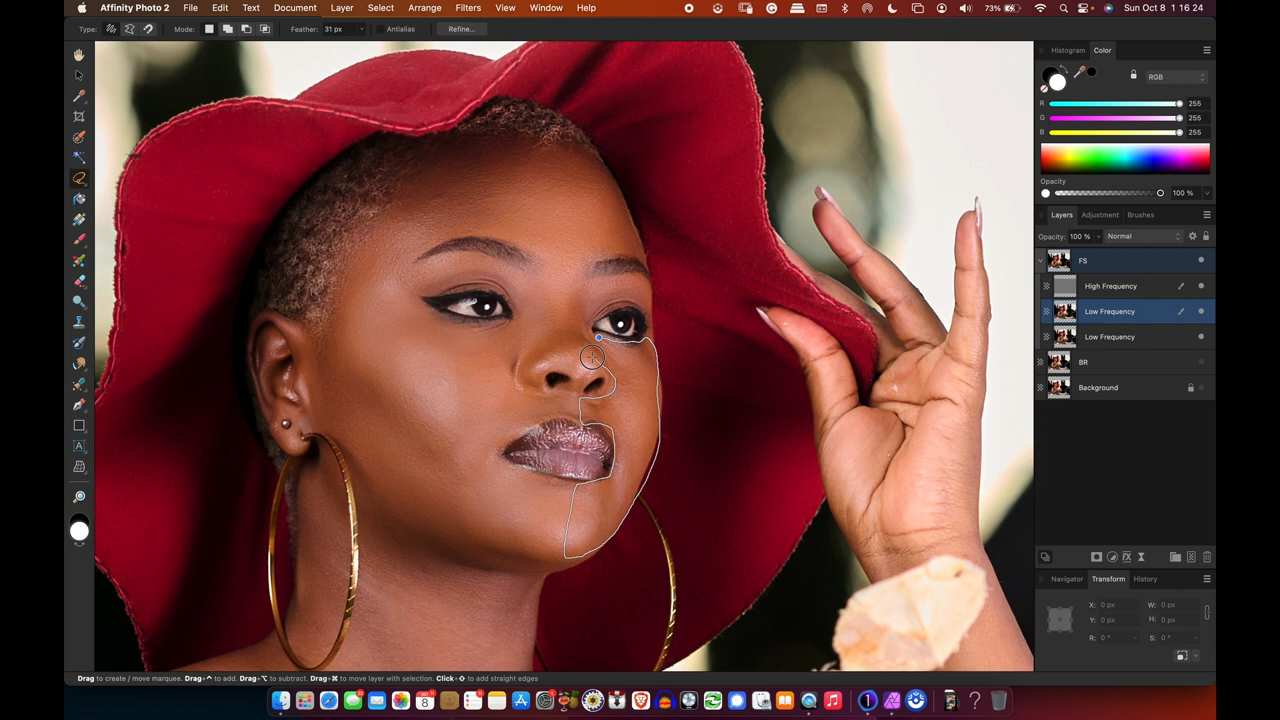 Affinity Photo 2 File Edit Text Document Layer Select Arrange Filters View Window Help 73% Sun Oct 8 1 16 24
Type: Mode: Feather: 31 px Antialias Refine...
Histogram Color
RGB
R 255
G 255
B 255
Opacity
100 %
Layers Adjustment Brushes
Opacity: 100 % Normal
FS
High Frequency
Low Frequency
Low Frequency
BR
Background
Navigator Transform History
X: 0 px W: 0 px
Y: 0 px H: 0 px
R: 0 ° S: 0 °
Drag to create / move marquee. Drag+^ to add. Drag+⌥ to subtract. Drag+⌘ to move layer with selection. Click+⇧ to add straight edges